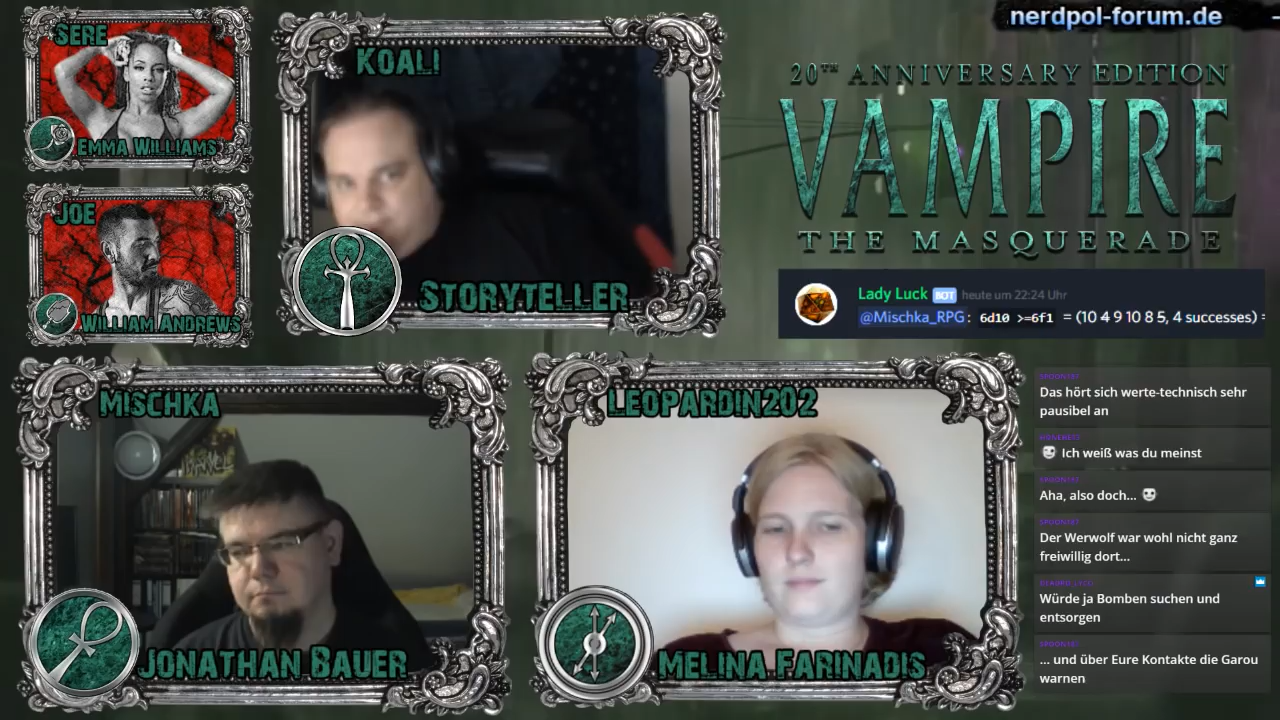 SERE
EMMA WILLIAMS
JOE
WILLIAM ANDREWS
KOALI
STORYTELLER
nerdpol-forum.de
20TH ANNIVERSARY EDITION
VAMPIRE
THE MASQUERADE
Lady Luck BOT heute um 22:24 Uhr
@Mischka_RPG: 6d10 >=6f1 = (10 4 9 10 8 5, 4 successes) =
MISCHKA
JONATHAN BAUER
LEOPARDIN202
MELINA FARINADIS
Das hört sich werte-technisch sehr
pausibel an
Ich weiß was du meinst
Aha, also doch...
Der Werwolf war wohl nicht ganz
freiwillig dort...
Würde ja Bomben suchen und
entsorgen
... und über Eure Kontakte die Garou
warnen